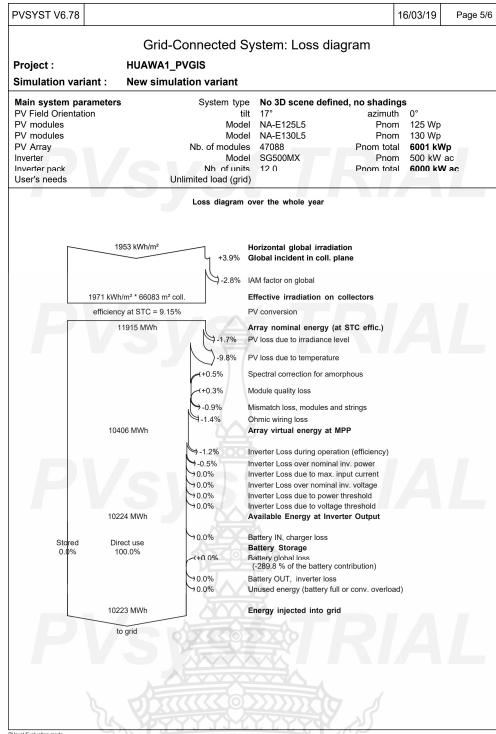 PVSYST V6.78 16/03/19 Page 5/6
Grid-Connected System: Loss diagram
Project : HUAWA1_PVGIS
Simulation variant : New simulation variant
Main system parameters System type No 3D scene defined, no shadings
PV Field Orientation tilt 17° azimuth 0°
PV modules Model NA-E125L5 Pnom 125 Wp
PV modules Model NA-E130L5 Pnom 130 Wp
PV Array Nb. of modules 47088 Pnom total 6001 kWp
Inverter Model SG500MX Pnom 500 kW ac
Inverter pack Nb. of units 12.0 Pnom total 6000 kW ac
User's needs Unlimited load (grid)
Loss diagram over the whole year
1953 kWh/m² Horizontal global irradiation
+3.9% Global incident in coll. plane
-2.8% IAM factor on global
1971 kWh/m² * 66083 m² coll. Effective irradiation on collectors
efficiency at STC = 9.15% PV conversion
11915 MWh Array nominal energy (at STC effic.)
-1.7% PV loss due to irradiance level
-9.8% PV loss due to temperature
+0.5% Spectral correction for amorphous
+0.3% Module quality loss
-0.9% Mismatch loss, modules and strings
-1.4% Ohmic wiring loss
10406 MWh Array virtual energy at MPP
-1.2% Inverter Loss during operation (efficiency)
-0.5% Inverter Loss over nominal inv. power
0.0% Inverter Loss due to max. input current
0.0% Inverter Loss over nominal inv. voltage
0.0% Inverter Loss due to power threshold
0.0% Inverter Loss due to voltage threshold
10224 MWh Available Energy at Inverter Output
0.0% Battery IN, charger loss
Stored Direct use Battery Storage
0.0% 100.0% +0.0% Battery global loss
(-289.8 % of the battery contribution)
0.0% Battery OUT, inverter loss
0.0% Unused energy (battery full or conv. overload)
10223 MWh Energy injected into grid
to grid
PVsyst TRIAL
PVsyst TRIAL
PVsyst TRIAL
PVsyst TRIAL
PVsyst Evaluation mode